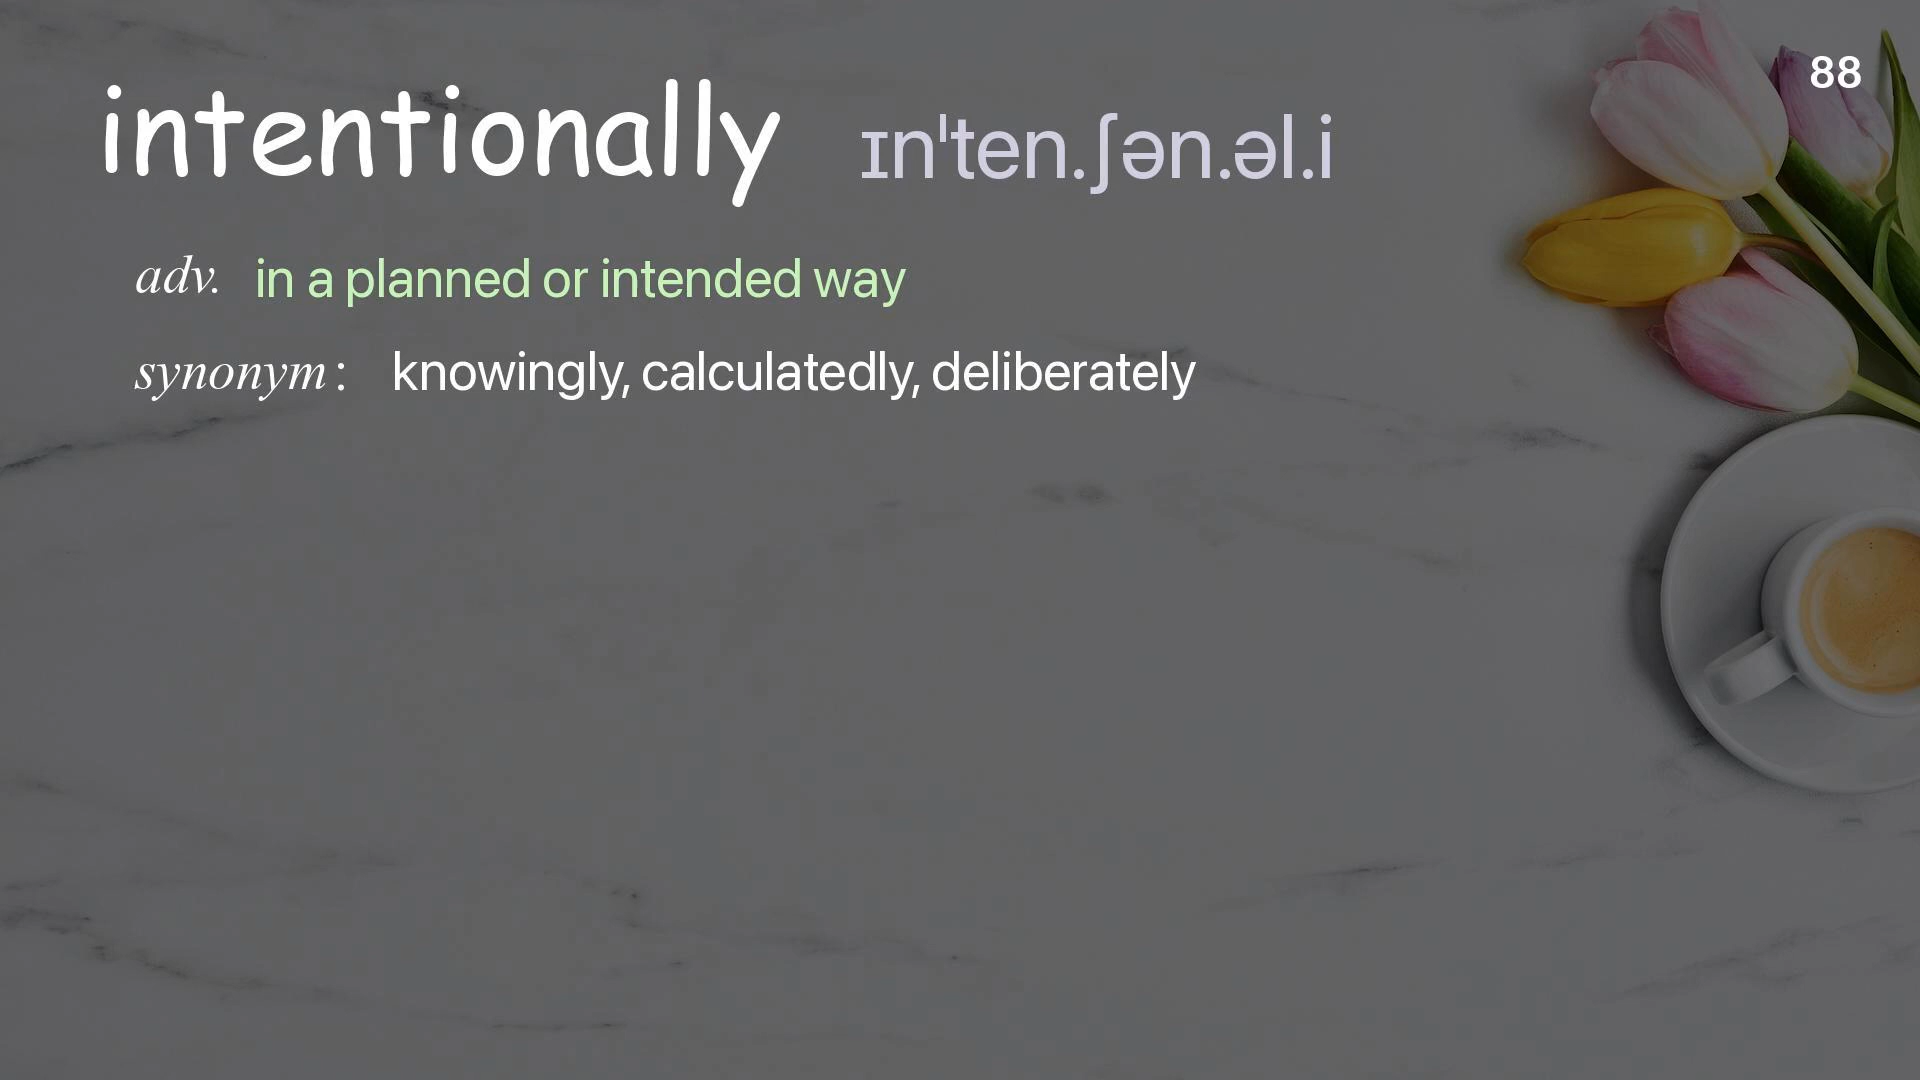 88
intentionally ɪnˈten.ʃən.əl.i
adv. in a planned or intended way
synonym : knowingly, calculatedly, deliberately